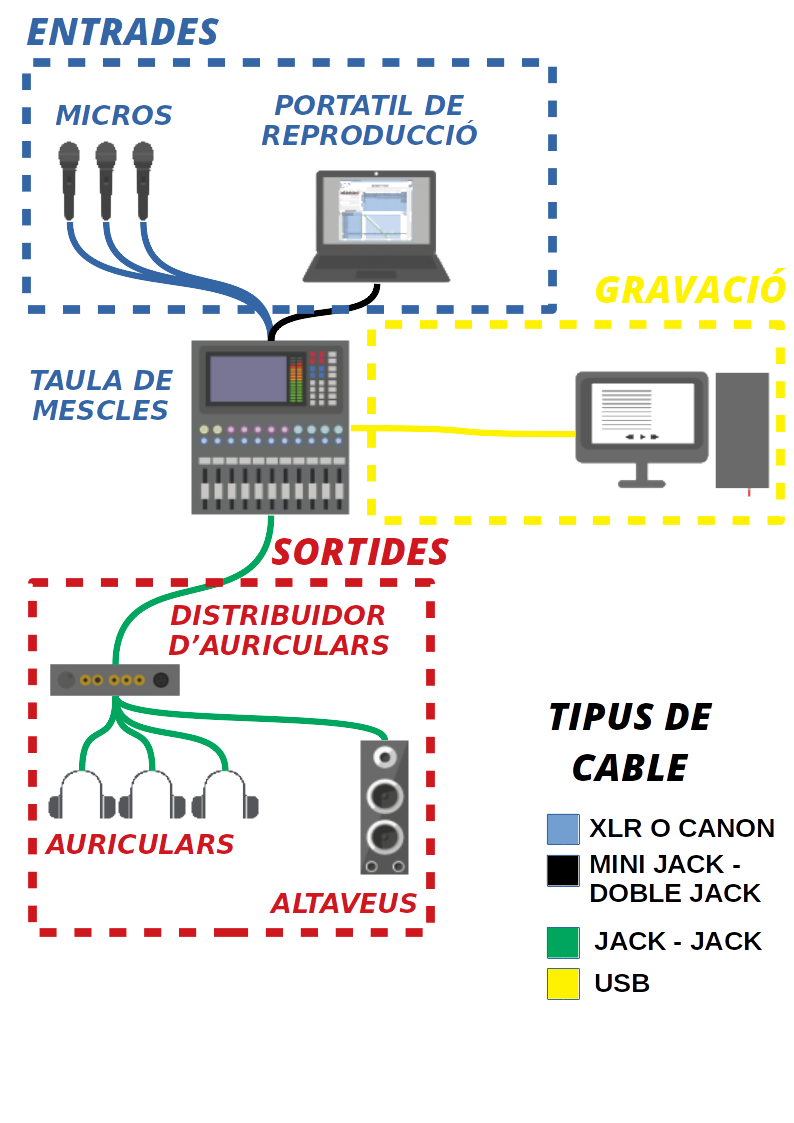 ENTRADES
MICROS
PORTATIL DE
REPRODUCCIÓ
GRAVACIÓ
TAULA DE
MESCLES
SORTIDES
DISTRIBUIDOR
D’AURICULARS
AURICULARS
ALTAVEUS
TIPUS DE
CABLE
XLR O CANON
MINI JACK -
DOBLE JACK
JACK - JACK
USB